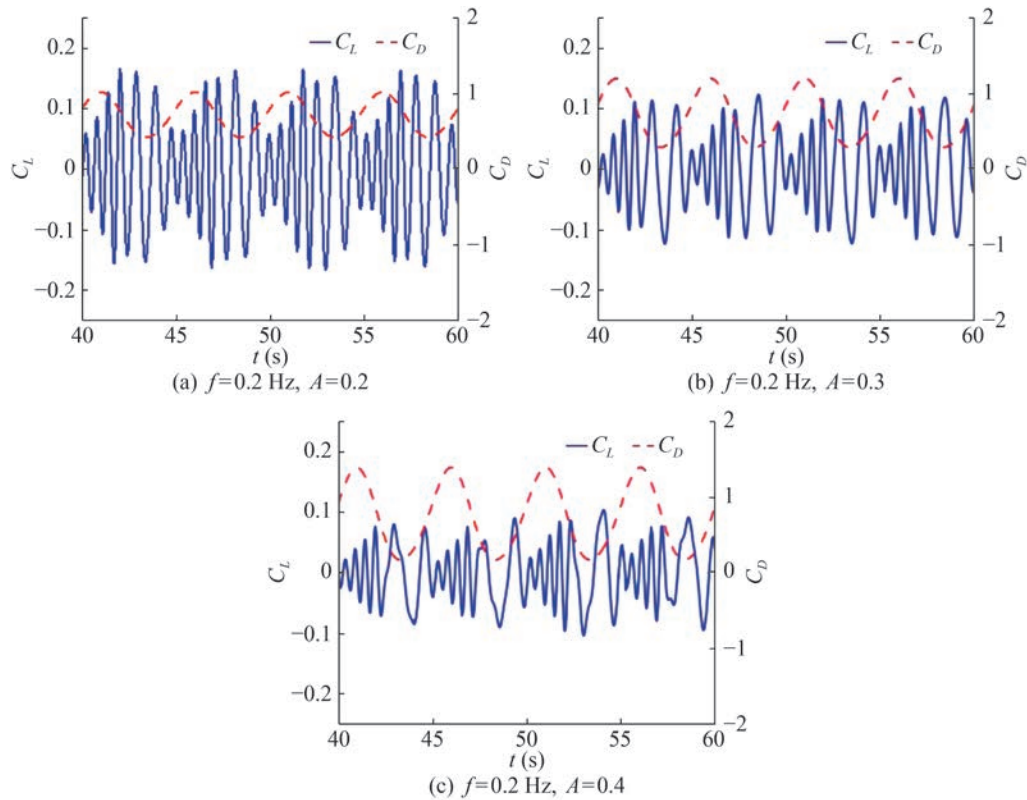 C_L C_D
0.2
0.1
0
−0.1
−0.2
C_L
2
1
0
−1
−2
C_D
40 45 50 55 60
t (s)
(a) f=0.2 Hz, A=0.2
C_L C_D
0.2
0.1
0
−0.1
−0.2
C_L
2
1
0
−1
−2
C_D
40 45 50 55 60
t (s)
(b) f=0.2 Hz, A=0.3
C_L C_D
0.2
0.1
0
−0.1
−0.2
C_L
2
1
0
−1
−2
C_D
40 45 50 55 60
t (s)
(c) f=0.2 Hz, A=0.4